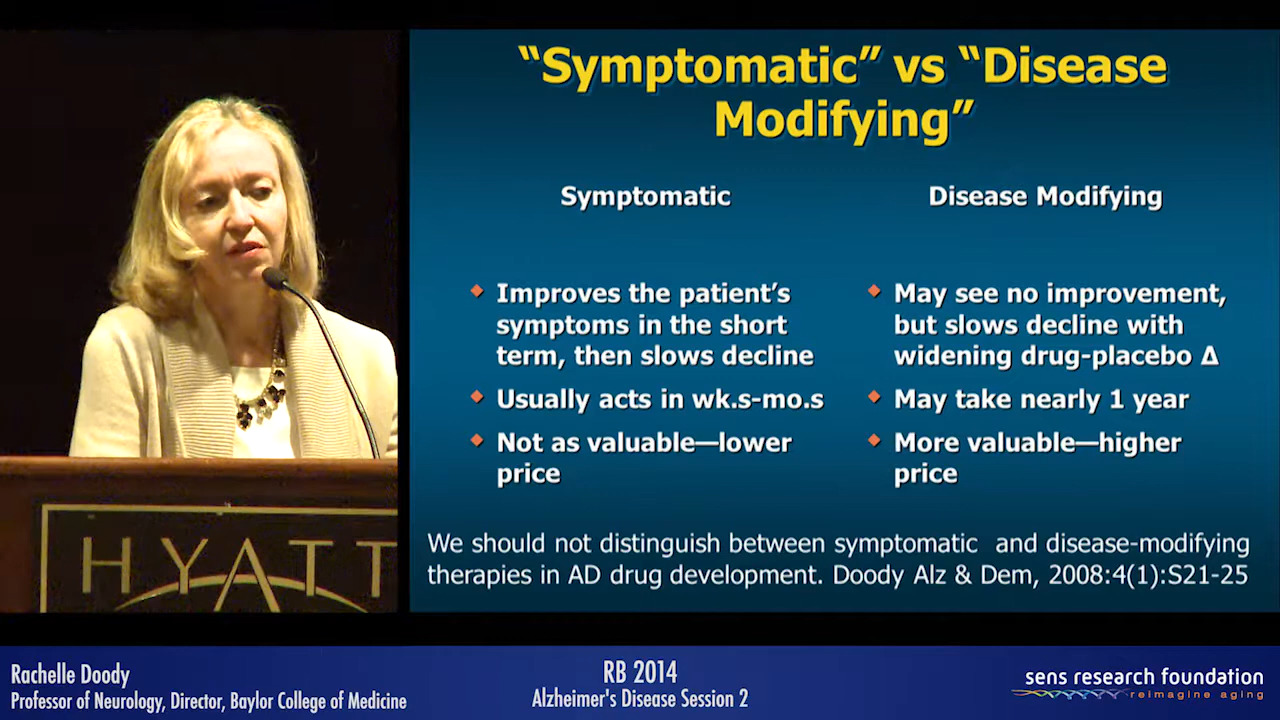 “Symptomatic” vs “Disease
Modifying”
Symptomatic
Improves the patient’s
symptoms in the short
term, then slows decline
Usually acts in wk.s-mo.s
Not as valuable—lower
price
Disease Modifying
May see no improvement,
but slows decline with
widening drug-placebo Δ
May take nearly 1 year
More valuable—higher
price
We should not distinguish between symptomatic and disease-modifying
therapies in AD drug development. Doody Alz & Dem, 2008:4(1):S21-25
HYATT
Rachelle Doody
Professor of Neurology, Director, Baylor College of Medicine
RB 2014
Alzheimer's Disease Session 2
sens research foundation
reimagine aging